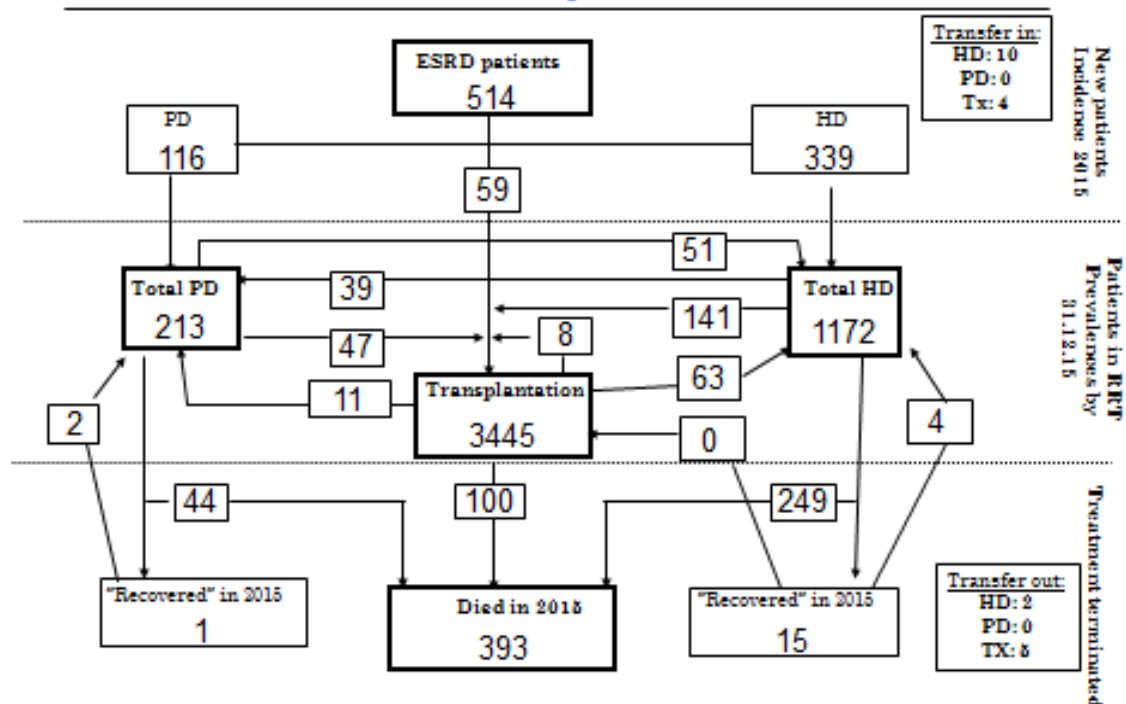 Transfer in:
HD: 10
PD: 0
Tx: 4
ESRD patients
514
PD
116
HD
339
59
New patients
Incidence 2015
51
39
Total PD
213
Total HD
1172
141
47
8
63
11
Transplantation
3445
2
0
4
Patients in RRT
Prevalences by
31.12.15
44
100
249
"Recovered" in 2015
1
Died in 2015
393
"Recovered" in 2015
15
Transfer out:
HD: 2
PD: 0
TX: 5
Treatment terminated